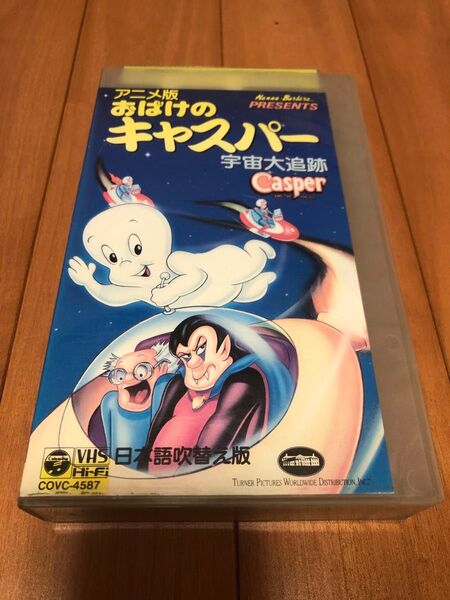 アニメ版
おばけの
キャスパー
宇宙大追跡
Hanna Barbera
PRESENTS
Casper
VHS
Hi-Fi
日本語吹替え版
COVC-4587
TURNER PICTURES WORLDWIDE DISTRIBUTION, INC.